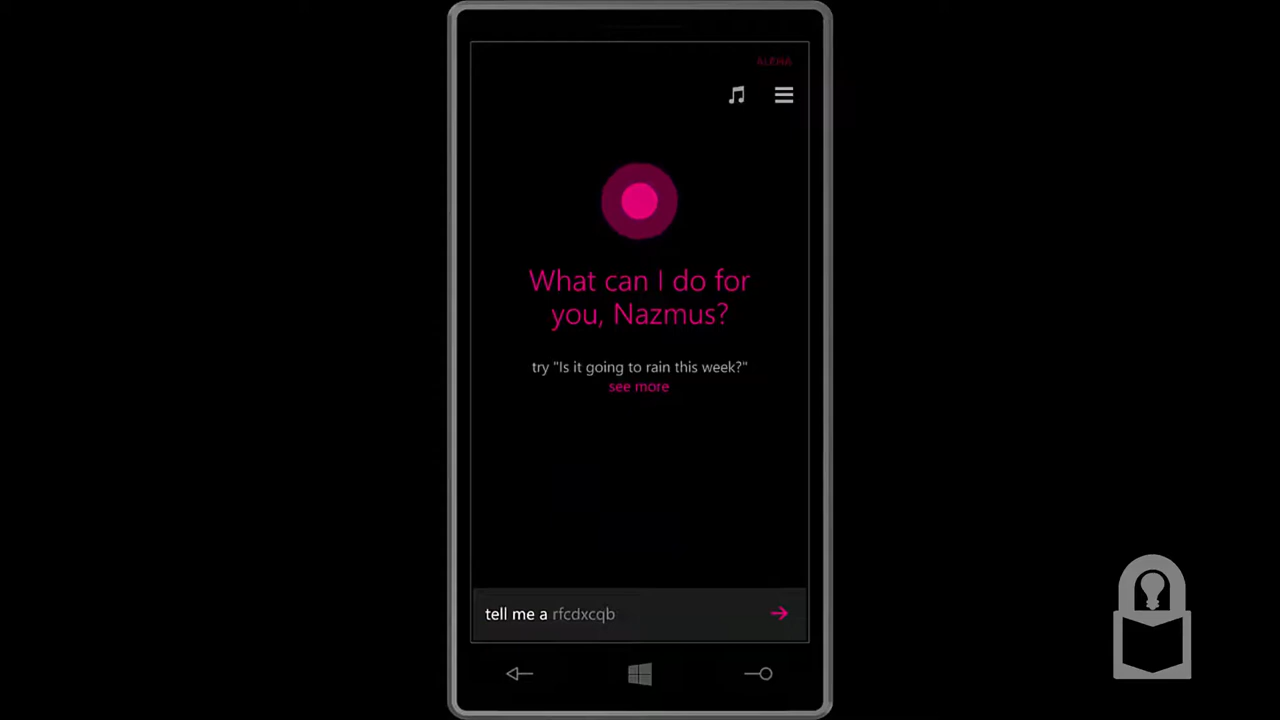 ALPHA
What can I do for
you, Nazmus?
try "Is it going to rain this week?"
see more
tell me a rfcdxcqb